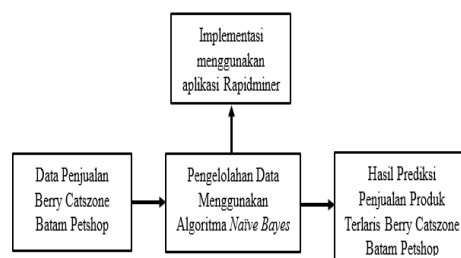 Implementasi
menggunakan
aplikasi Rapidminer
Data Penjualan
Berry Catszone
Batam Petshop
Pengelolahan Data
Menggunakan
Algoritma Naïve Bayes
Hasil Prediksi
Penjualan Produk
Terlaris Berry Catszone
Batam Petshop